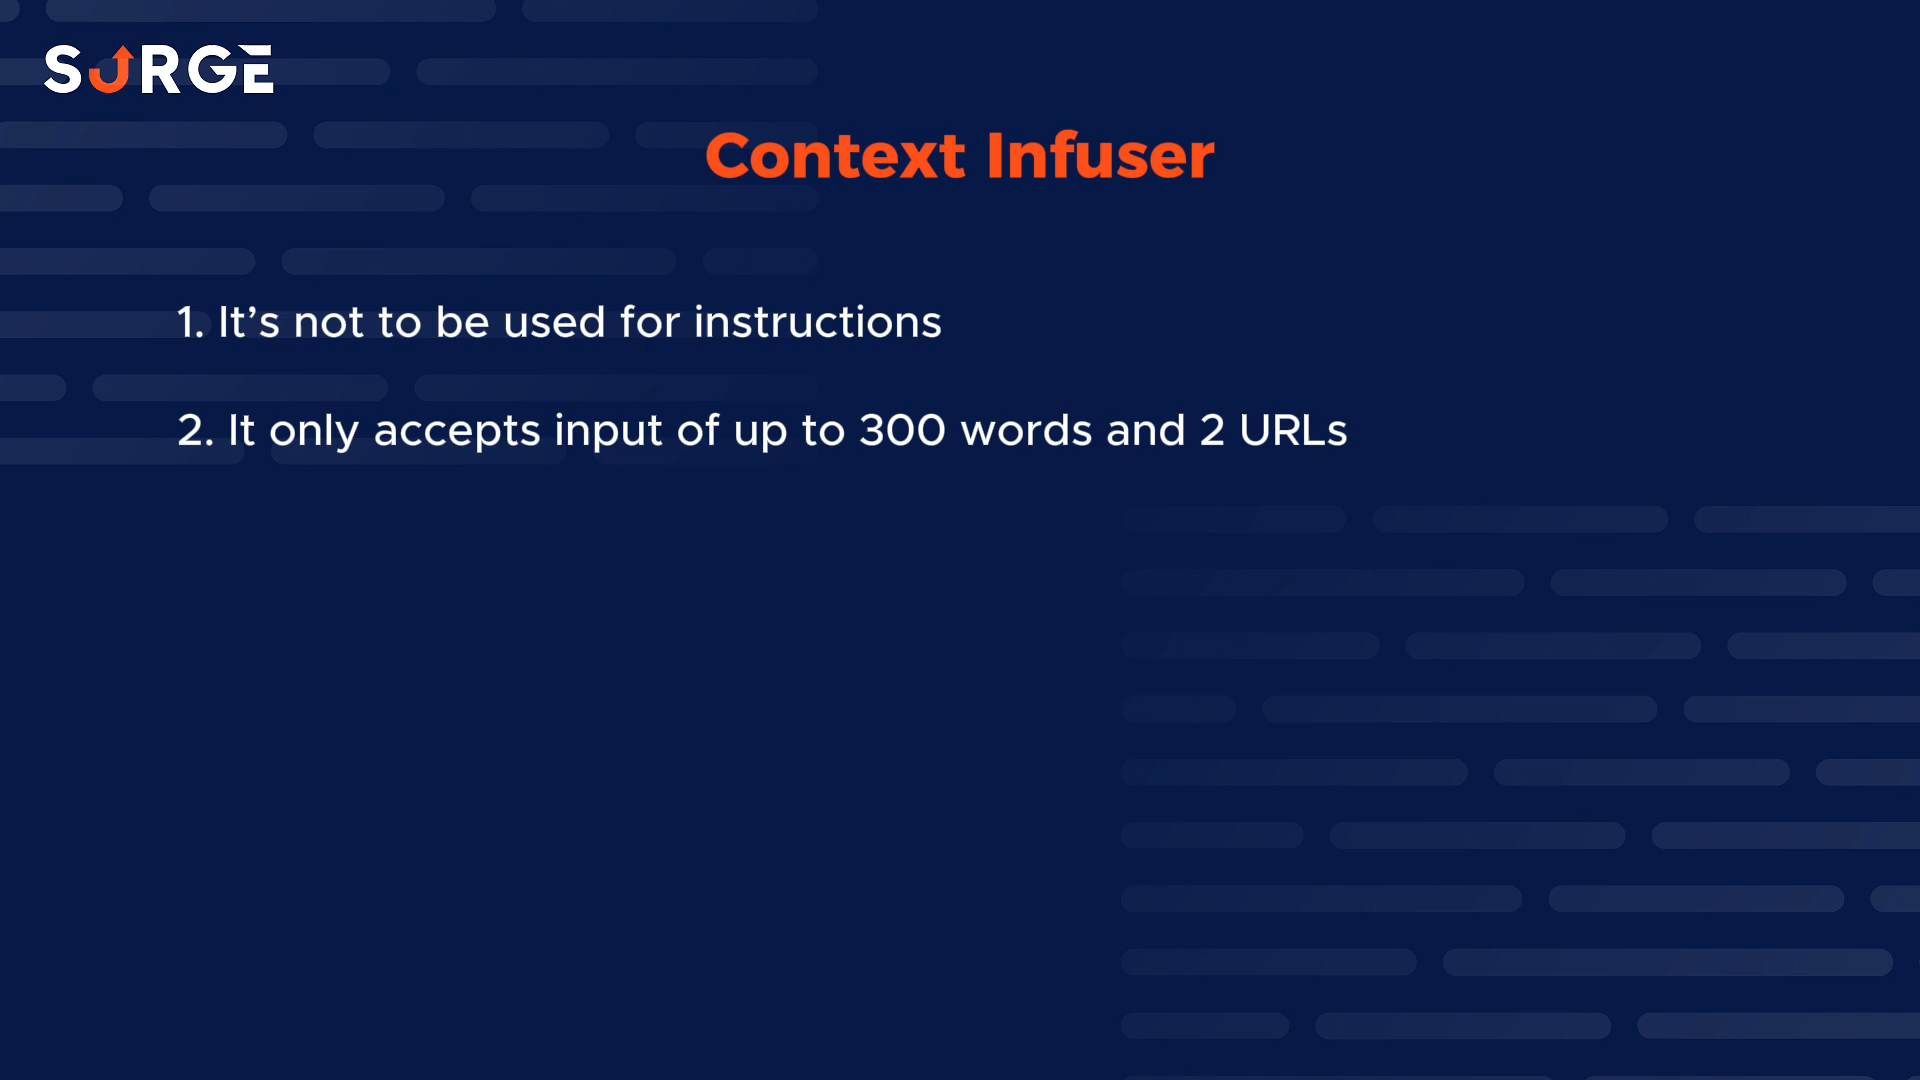 SURGE
Context Infuser
1. It’s not to be used for instructions
2. It only accepts input of up to 300 words and 2 URLs